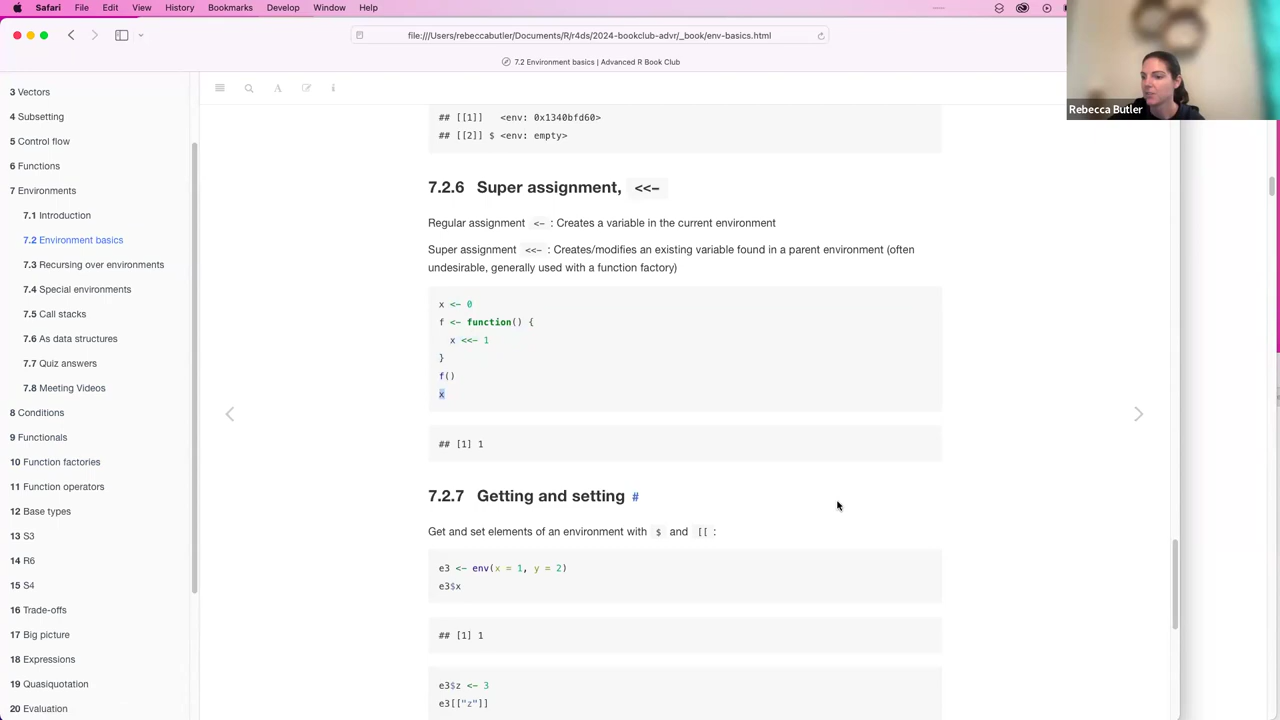 Safari File Edit View History Bookmarks Develop Window Help
file:///Users/rebeccabutler/Documents/R/r4ds/2024-bookclub-advr/_book/env-basics.html
7.2 Environment basics | Advanced R Book Club
Rebecca Butler
3 Vectors
4 Subsetting
5 Control flow
6 Functions
7 Environments
7.1 Introduction
7.2 Environment basics
7.3 Recursing over environments
7.4 Special environments
7.5 Call stacks
7.6 As data structures
7.7 Quiz answers
7.8 Meeting Videos
8 Conditions
9 Functionals
10 Function factories
11 Function operators
12 Base types
13 S3
14 R6
15 S4
16 Trade-offs
17 Big picture
18 Expressions
19 Quasiquotation
20 Evaluation
## [[1]]   <env: 0x1340bfd60>
## [[2]] $ <env: empty>
7.2.6 Super assignment, <<-
Regular assignment <- : Creates a variable in the current environment
Super assignment <<- : Creates/modifies an existing variable found in a parent environment (often
undesirable, generally used with a function factory)
x <- 0
f <- function() {
  x <<- 1
}
f()
x
## [1] 1
7.2.7 Getting and setting #
Get and set elements of an environment with $ and [[ :
e3 <- env(x = 1, y = 2)
e3$x
## [1] 1
e3$z <- 3
e3[["z"]]